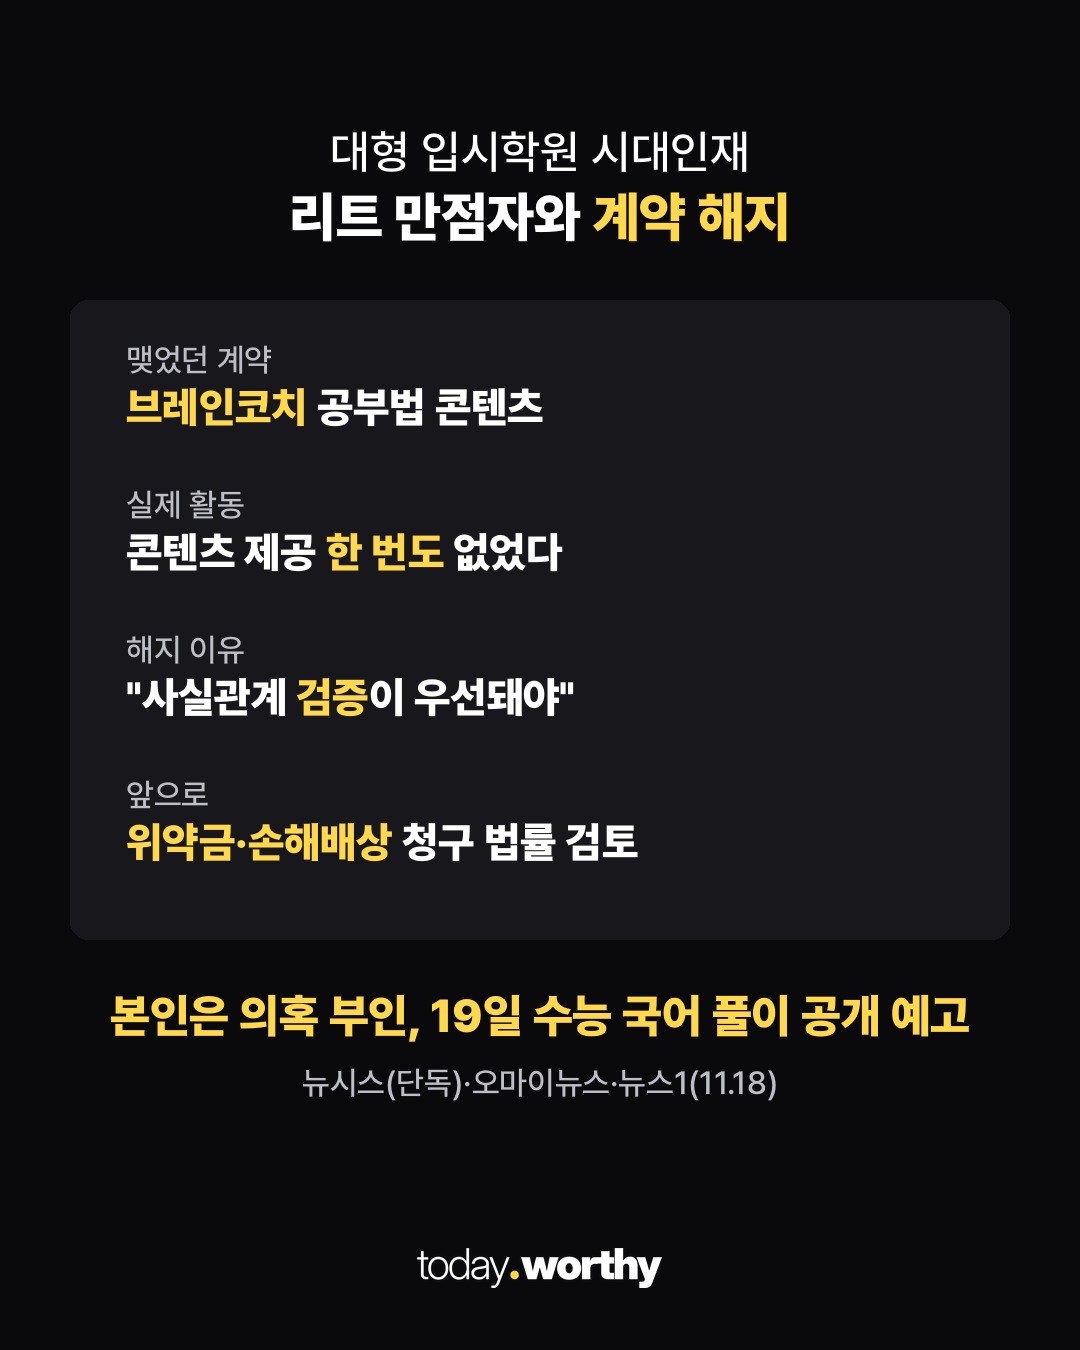 대형 입시학원 시대인재
리트 만점자와 계약 해지
맺었던 계약
브레인코치 공부법 콘텐츠
실제 활동
콘텐츠 제공 한 번도 없었다
해지 이유
"사실관계 검증이 우선돼야"
앞으로
위약금·손해배상 청구 법률 검토
본인은 의혹 부인, 19일 수능 국어 풀이 공개 예고
뉴시스(단독)·오마이뉴스·뉴스1(11.18)
today.worthy